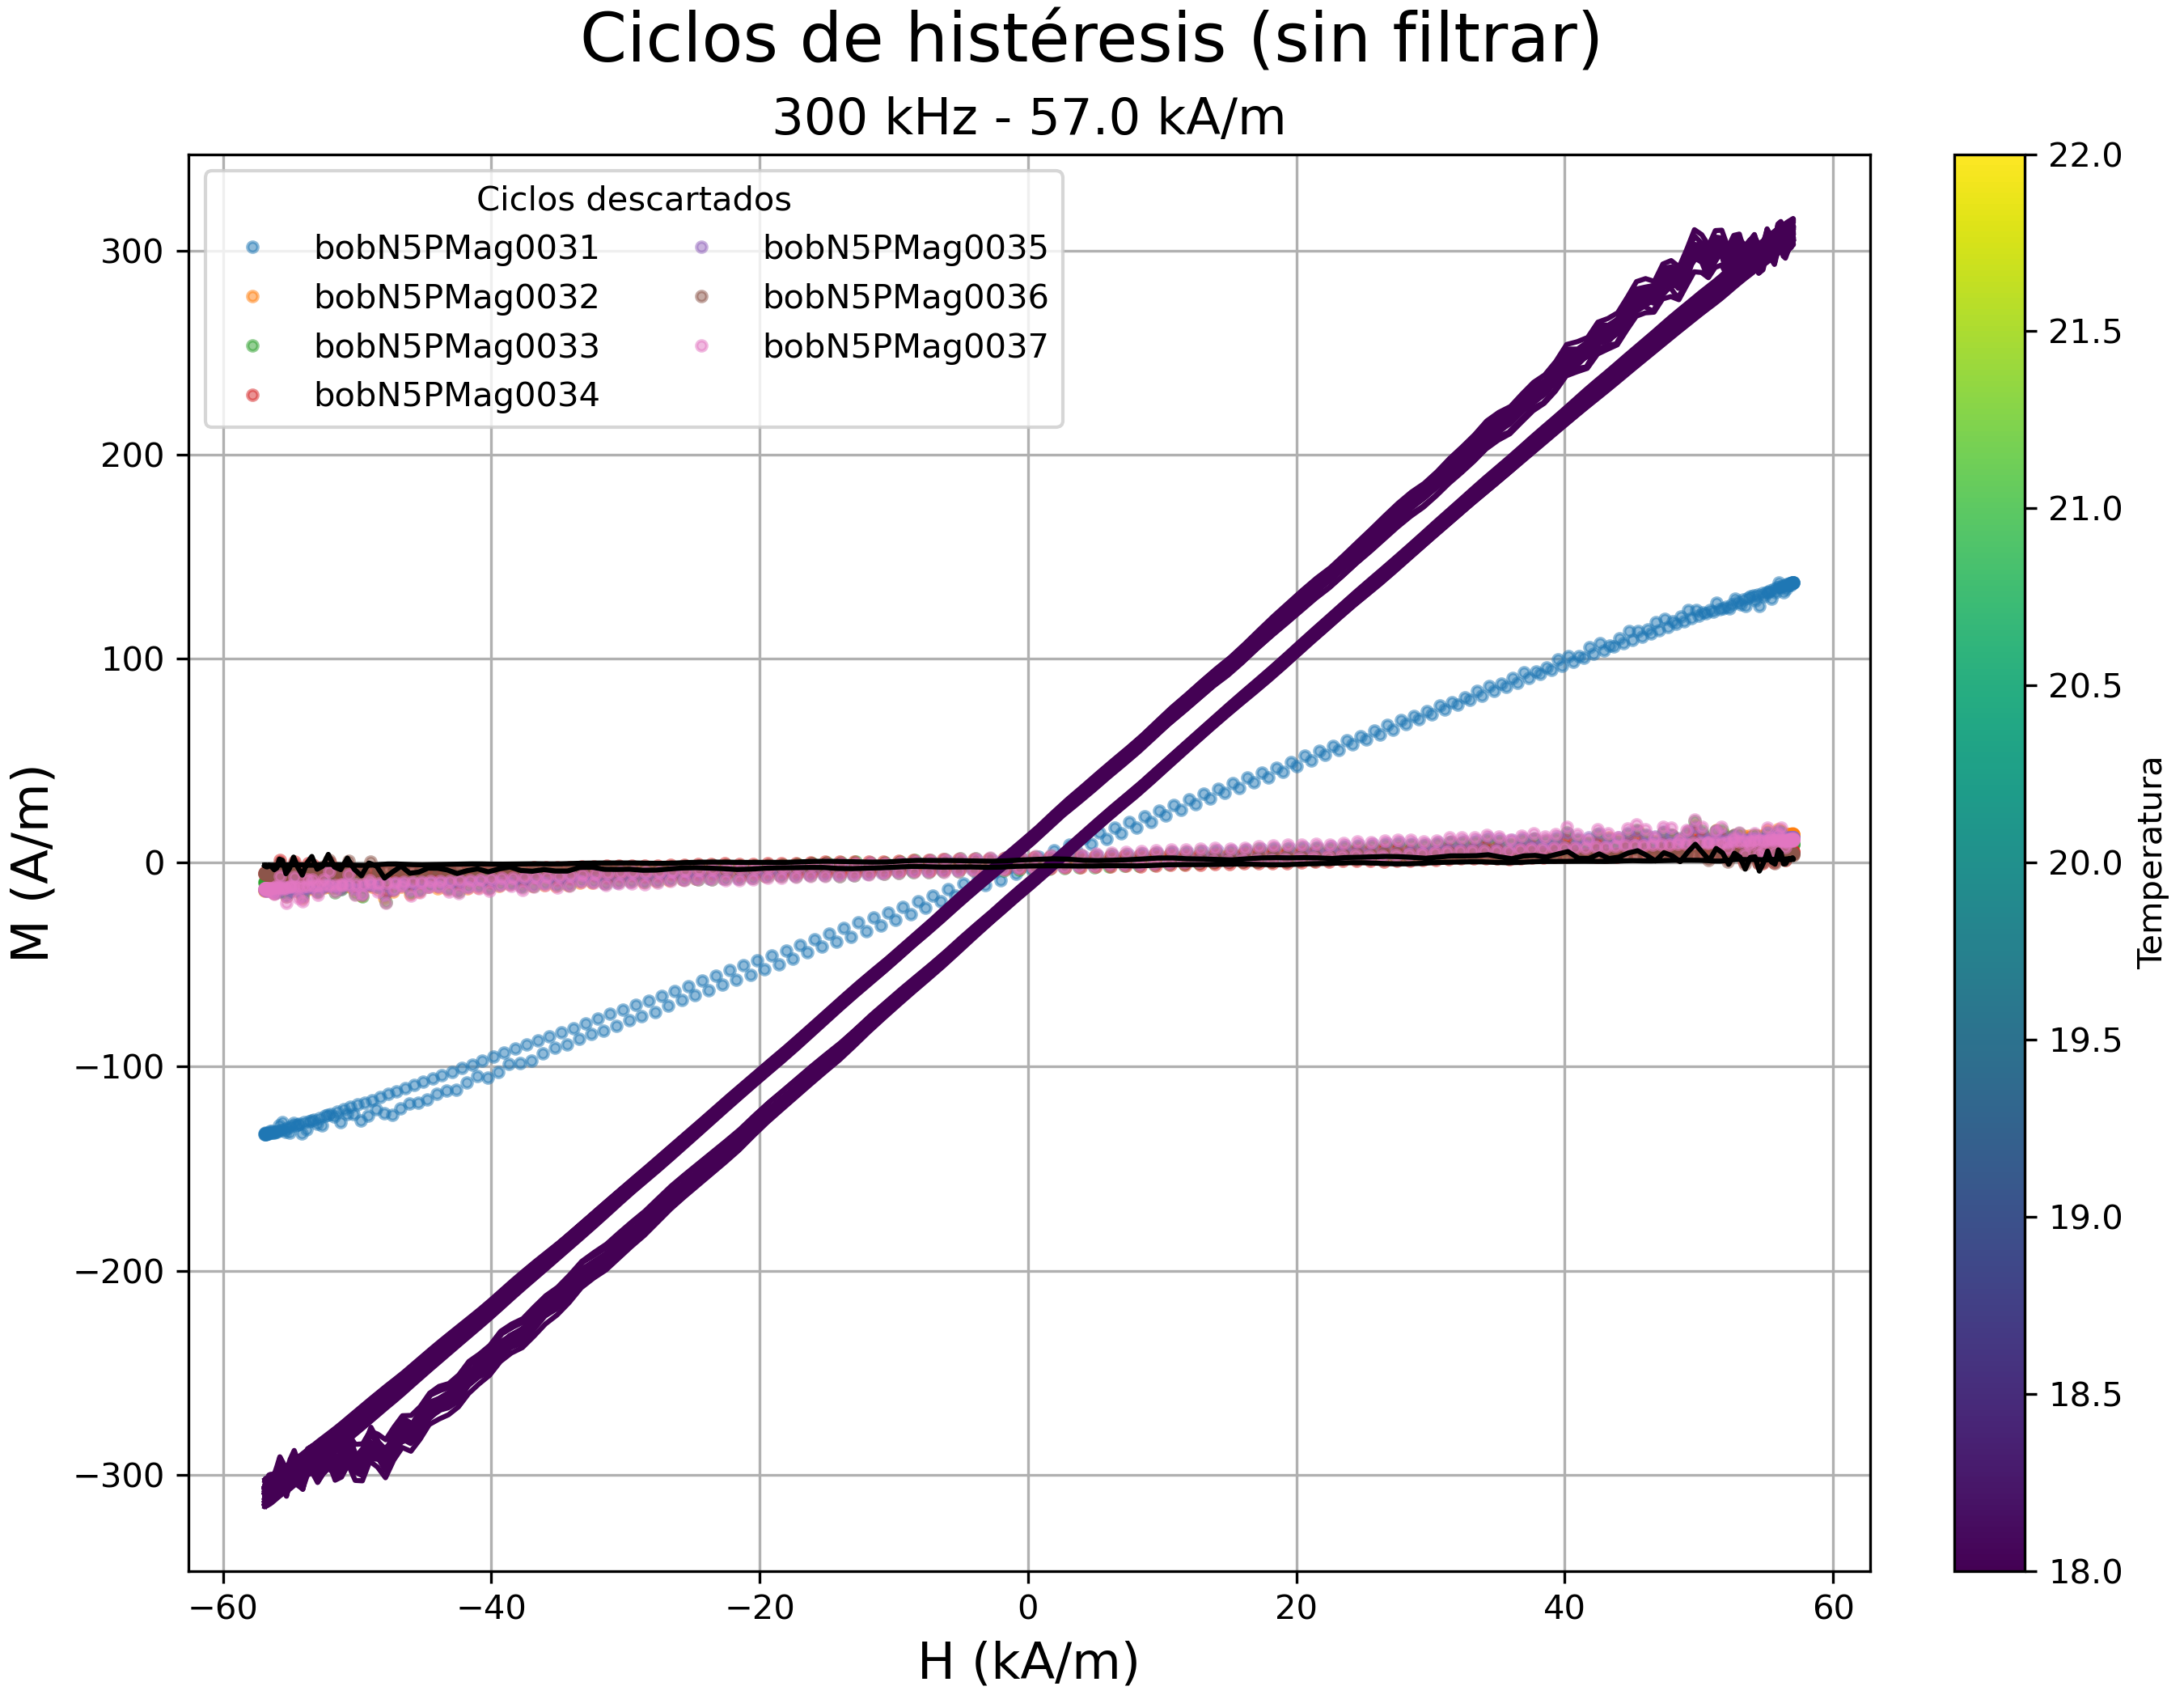 Ciclos de histéresis (sin filtrar)
300 kHz - 57.0 kA/m
Ciclos descartados
bobN5PMag0031
bobN5PMag0032
bobN5PMag0033
bobN5PMag0034
bobN5PMag0035
bobN5PMag0036
bobN5PMag0037
M (A/m)
300
200
100
0
−100
−200
−300
−60
−40
−20
0
20
40
60
H (kA/m)
22.0
21.5
21.0
20.5
20.0
19.5
19.0
18.5
18.0
Temperatura